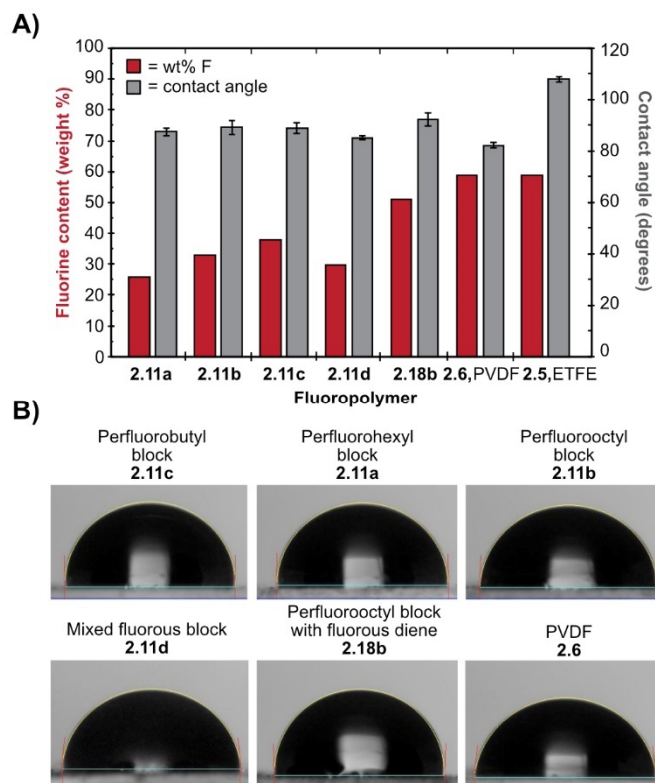 A)
= wt% F
= contact angle
Fluorine content (weight %)
100
90
80
70
60
50
40
30
20
10
0
120
100
80
60
40
20
0
Contact angle (degrees)
2.11a 2.11b 2.11c 2.11d 2.18b 2.6,PVDF 2.5,ETFE
Fluoropolymer
B)
Perfluorobutyl
block
2.11c
Perfluorohexyl
block
2.11a
Perfluorooctyl
block
2.11b
Mixed fluorous block
2.11d
Perfluorooctyl block
with fluorous diene
2.18b
PVDF
2.6